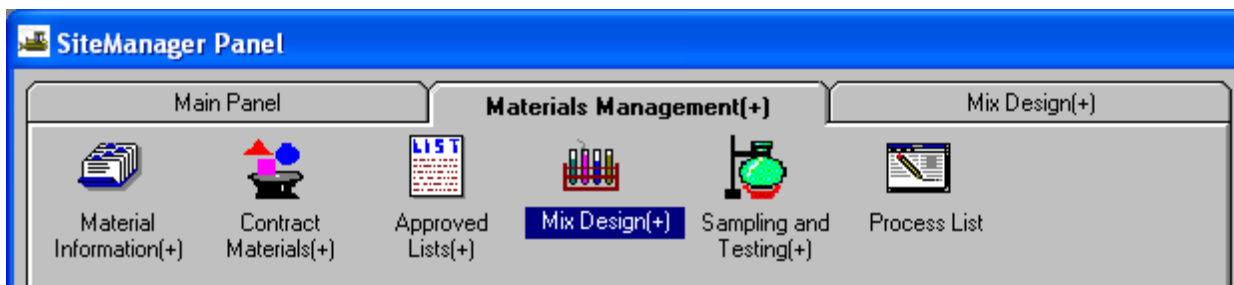 SiteManager Panel
Main Panel
Materials Management(+)
Mix Design(+)
LIST
Material
Information(+)
Contract
Materials(+)
Approved
Lists(+)
Mix Design(+)
Sampling and
Testing(+)
Process List